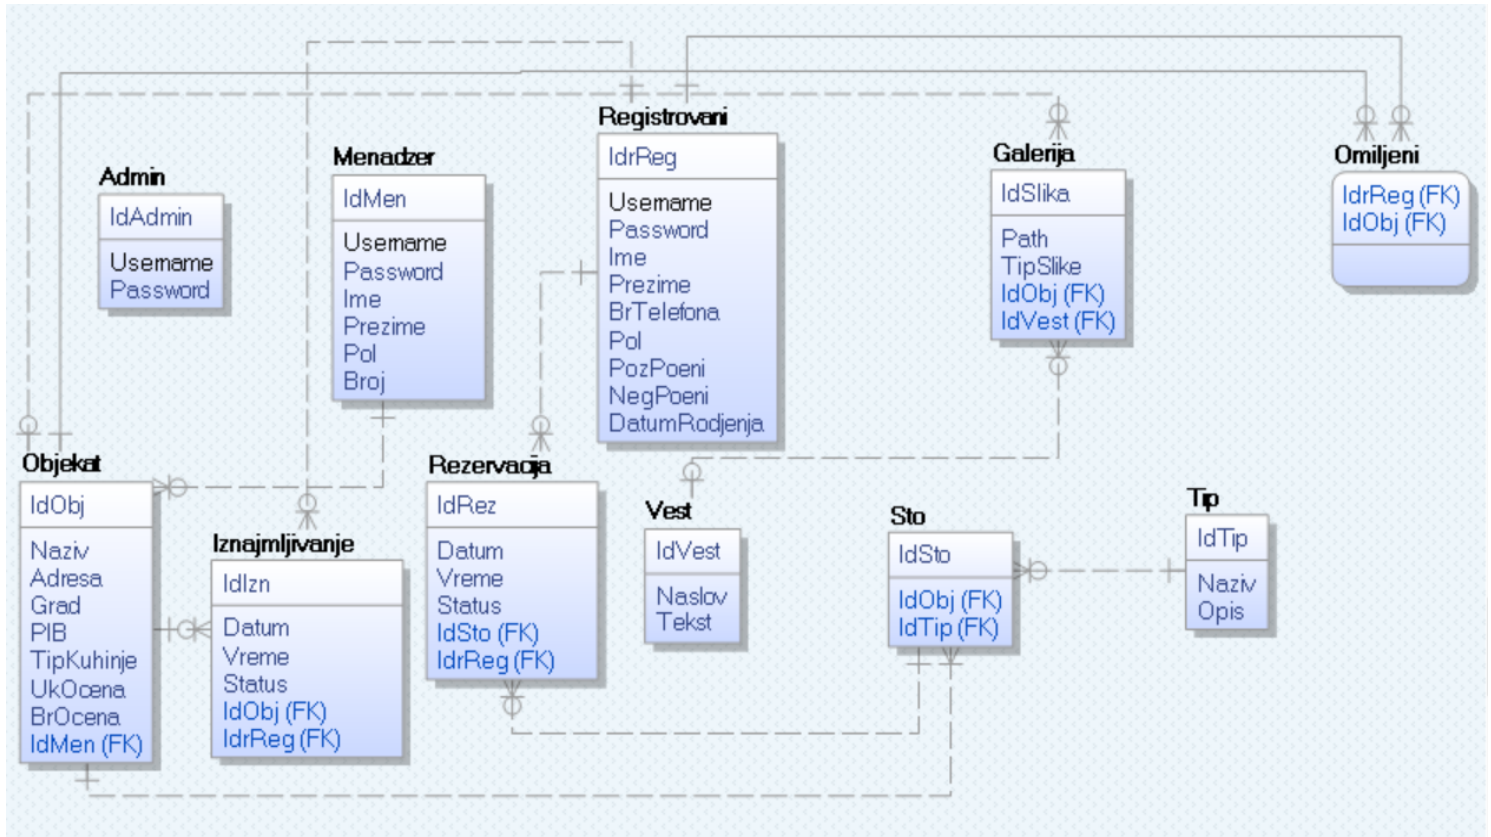 Admin
IdAdmin
Username
Password
Menadzer
IdMen
Username
Password
Ime
Prezime
Pol
Broj
Registrovani
IdrReg
Username
Password
Ime
Prezime
BrTelefona
Pol
PozPoeni
NegPoeni
DatumRodjenja
Galerija
IdSlika
Path
TipSlike
IdObj (FK)
IdVest (FK)
Omiljeni
IdrReg (FK)
IdObj (FK)
Objekat
IdObj
Naziv
Adresa
Grad
PIB
TipKuhinje
UkOcena
BrOcena
IdMen (FK)
Iznajmljivanje
IdIzn
Datum
Vreme
Status
IdObj (FK)
IdrReg (FK)
Rezervacija
IdRez
Datum
Vreme
Status
IdSto (FK)
IdrReg (FK)
Vest
IdVest
Naslov
Tekst
Sto
IdSto
IdObj (FK)
IdTip (FK)
Tip
IdTip
Naziv
Opis